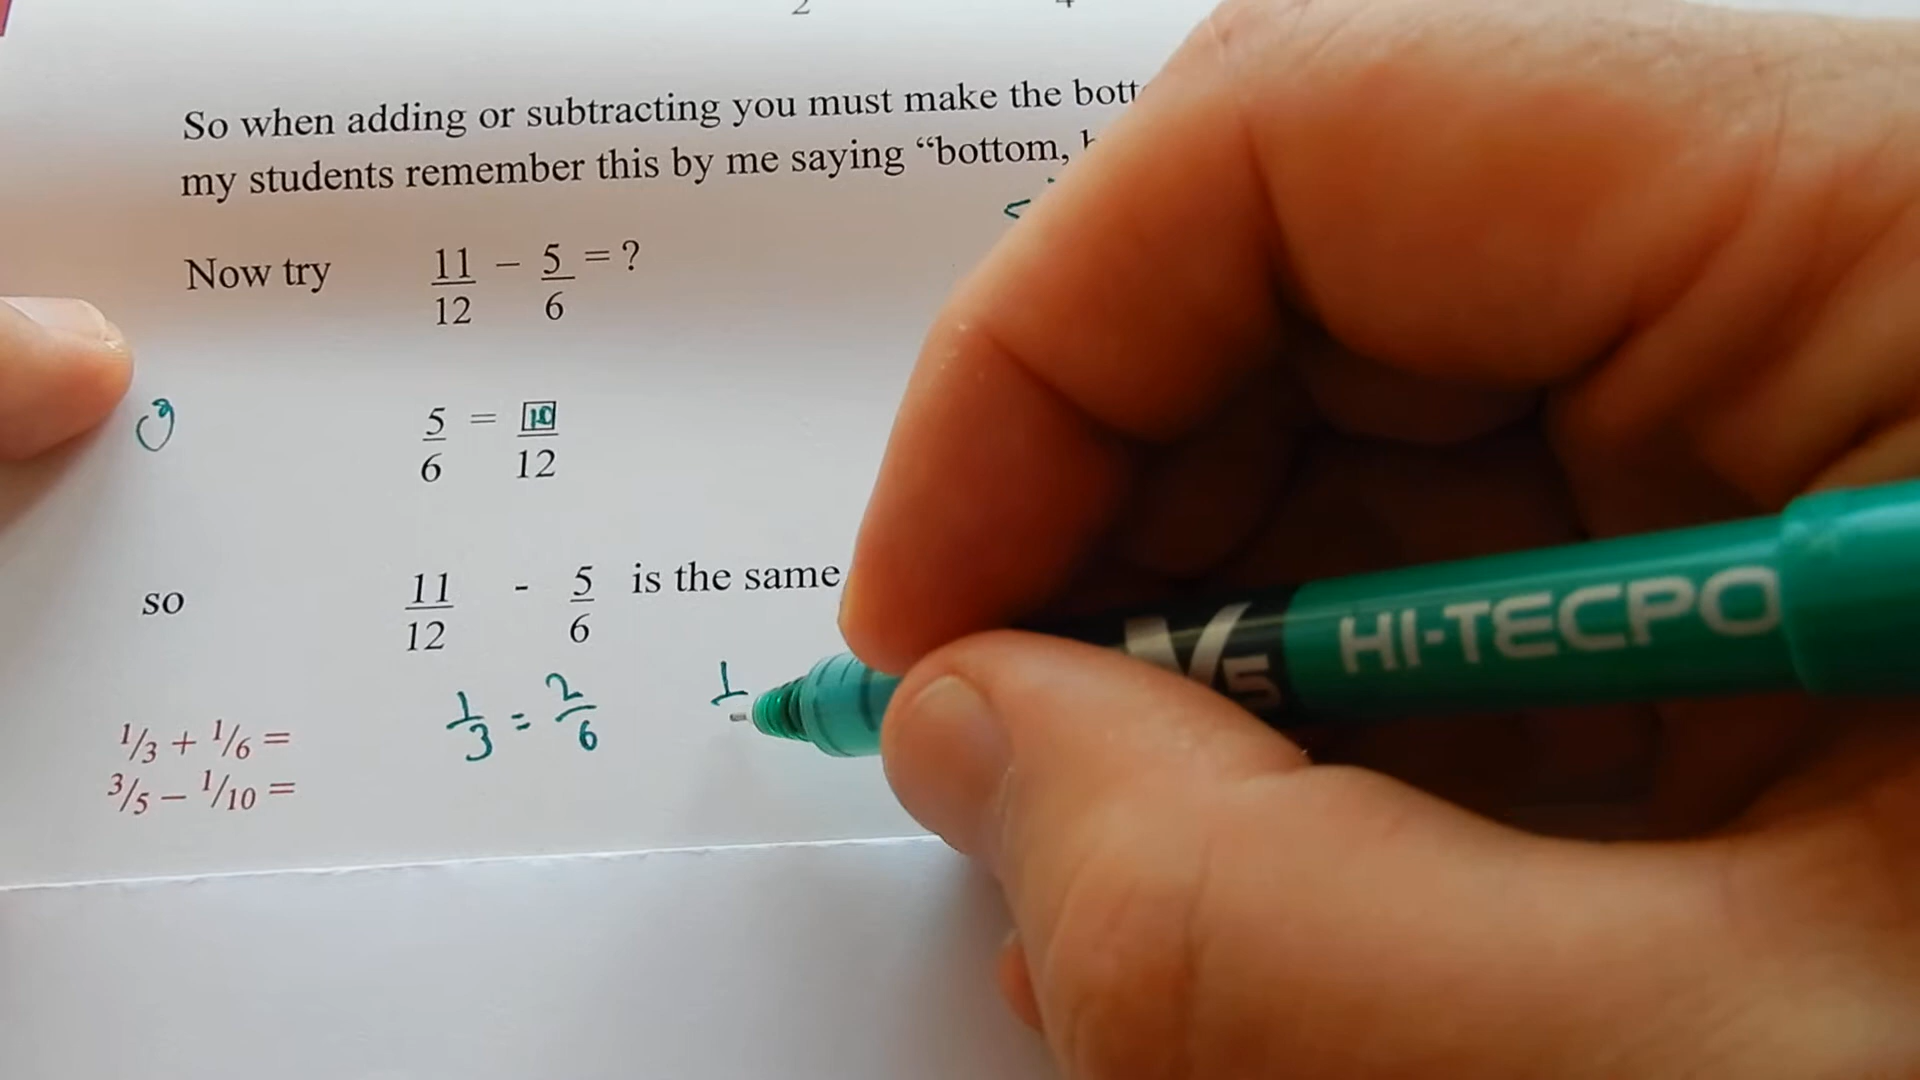 So when adding or subtracting you must make the
my students remember this by me saying “bottom,
Now try 11/12 – 5/6 = ?
5/6 = 10/12
so 11/12 - 5/6 is the same
1/3 = 2/6 1
1/3 + 1/6 =
3/5 – 1/10 =
V5 HI-TECPO